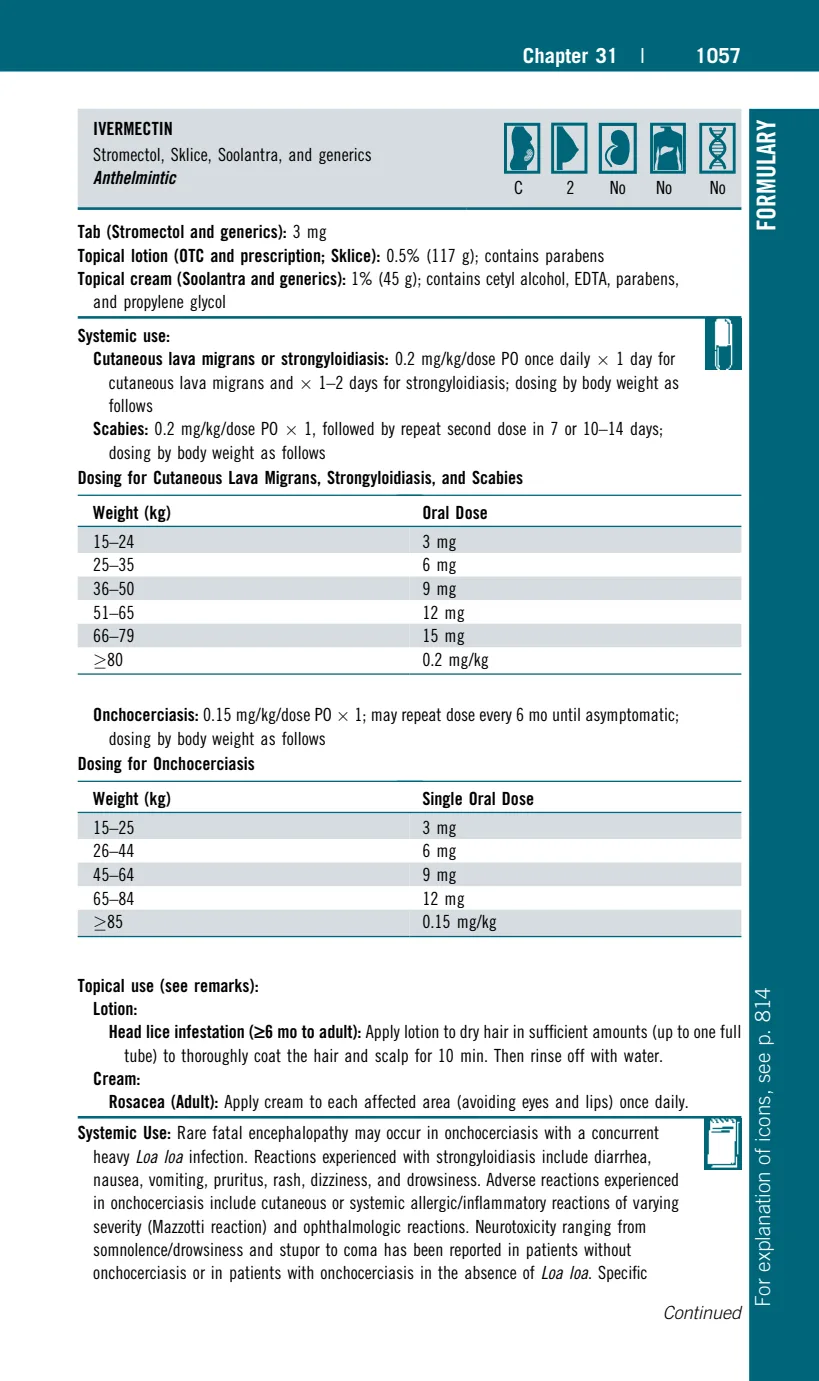 Chapter 31 | 1057
IVERMECTIN
Stromectol, Sklice, Soolantra, and generics
Anthelmintic
C 2 No No No
FORMULARY
Tab (Stromectol and generics): 3 mg
Topical lotion (OTC and prescription; Sklice): 0.5% (117 g); contains parabens
Topical cream (Soolantra and generics): 1% (45 g); contains cetyl alcohol, EDTA, parabens,
and propylene glycol
Systemic use:
Cutaneous lava migrans or strongyloidiasis: 0.2 mg/kg/dose PO once daily × 1 day for
cutaneous lava migrans and × 1–2 days for strongyloidiasis; dosing by body weight as
follows
Scabies: 0.2 mg/kg/dose PO × 1, followed by repeat second dose in 7 or 10–14 days;
dosing by body weight as follows
Dosing for Cutaneous Lava Migrans, Strongyloidiasis, and Scabies
Weight (kg) Oral Dose
15–24 3 mg
25–35 6 mg
36–50 9 mg
51–65 12 mg
66–79 15 mg
≥80 0.2 mg/kg
Onchocerciasis: 0.15 mg/kg/dose PO × 1; may repeat dose every 6 mo until asymptomatic;
dosing by body weight as follows
Dosing for Onchocerciasis
Weight (kg) Single Oral Dose
15–25 3 mg
26–44 6 mg
45–64 9 mg
65–84 12 mg
≥85 0.15 mg/kg
Topical use (see remarks):
Lotion:
Head lice infestation (≥6 mo to adult): Apply lotion to dry hair in sufficient amounts (up to one full
tube) to thoroughly coat the hair and scalp for 10 min. Then rinse off with water.
Cream:
Rosacea (Adult): Apply cream to each affected area (avoiding eyes and lips) once daily.
Systemic Use: Rare fatal encephalopathy may occur in onchocerciasis with a concurrent
heavy Loa loa infection. Reactions experienced with strongyloidiasis include diarrhea,
nausea, vomiting, pruritus, rash, dizziness, and drowsiness. Adverse reactions experienced
in onchocerciasis include cutaneous or systemic allergic/inflammatory reactions of varying
severity (Mazzotti reaction) and ophthalmologic reactions. Neurotoxicity ranging from
somnolence/drowsiness and stupor to coma has been reported in patients without
onchocerciasis or in patients with onchocerciasis in the absence of Loa loa. Specific
Continued
For explanation of icons, see p. 814